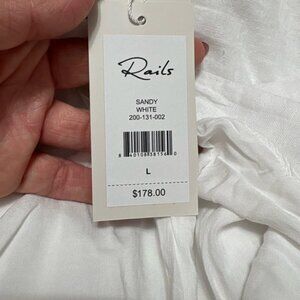 Rails
SANDY
WHITE
200-131-002
L
$178.00